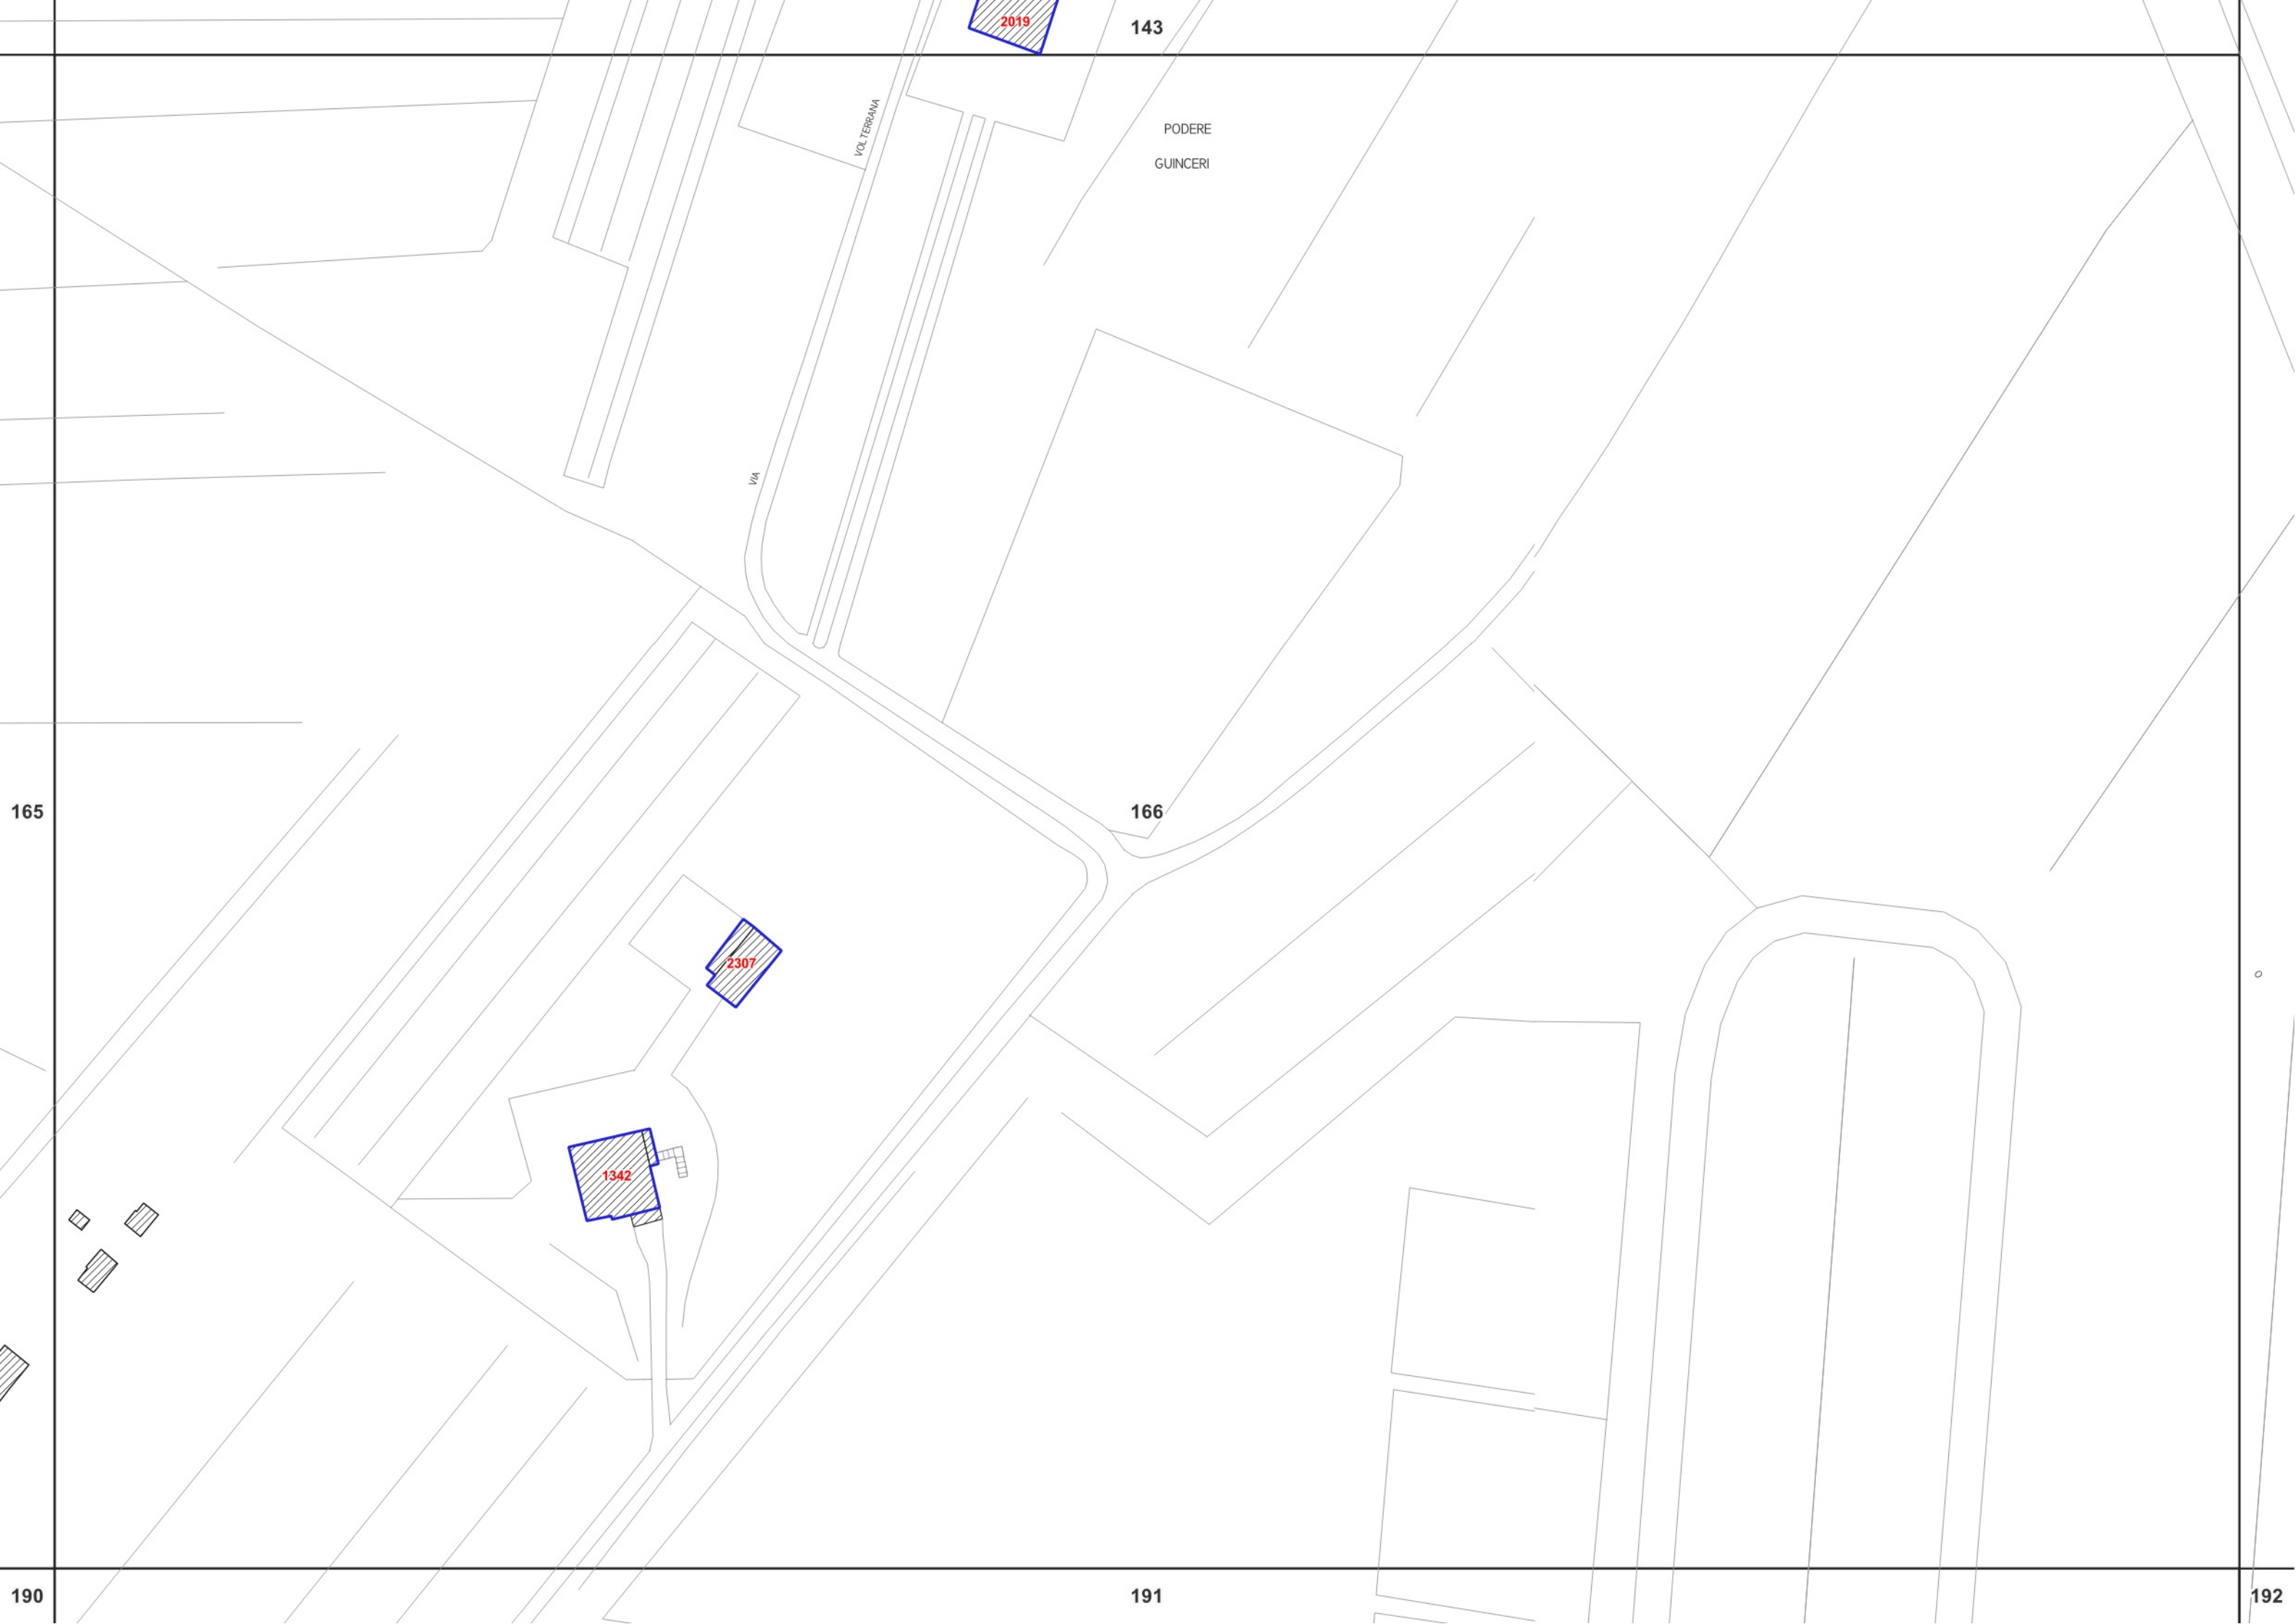 2019
143
VOLTERRANA
PODERE
GUINCERI
VIA
165
166
2307
1342
190
191
192